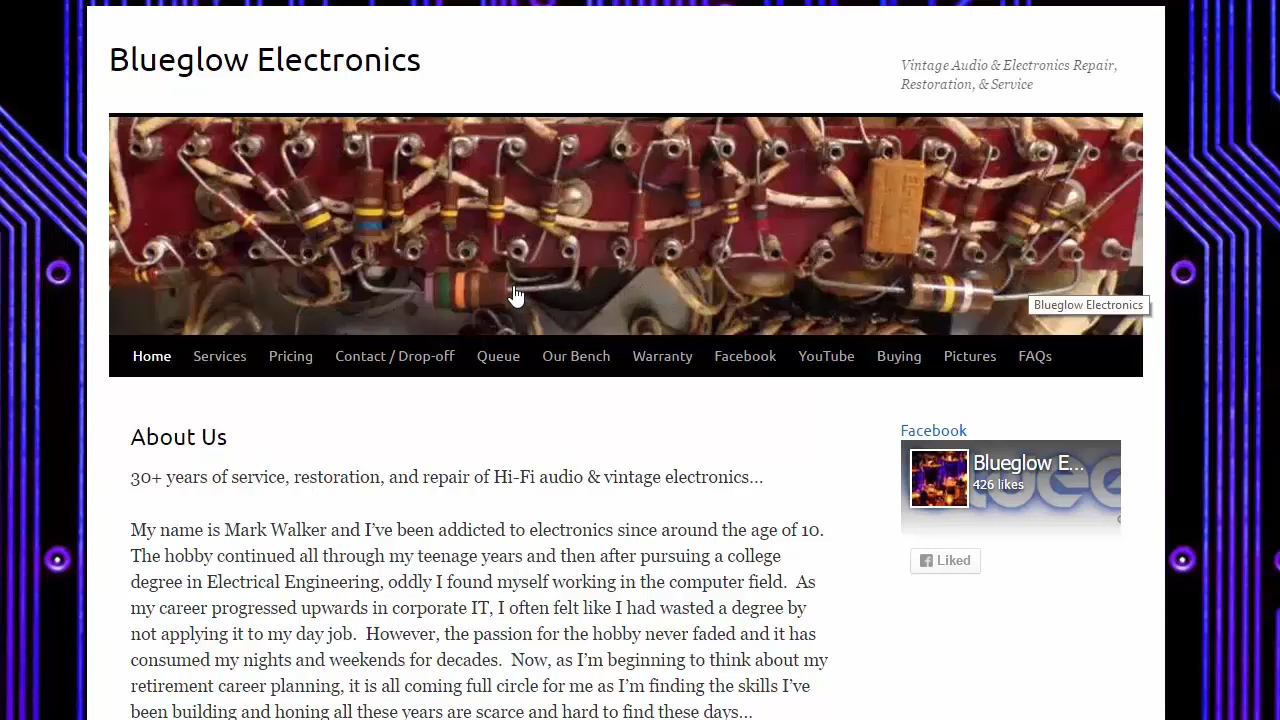 Blueglow Electronics
Vintage Audio & Electronics Repair,
Restoration, & Service
Blueglow Electronics
Home Services Pricing Contact / Drop-off Queue Our Bench Warranty Facebook YouTube Buying Pictures FAQs
About Us
30+ years of service, restoration, and repair of Hi-Fi audio & vintage electronics…
My name is Mark Walker and I’ve been addicted to electronics since around the age of 10.
The hobby continued all through my teenage years and then after pursuing a college
degree in Electrical Engineering, oddly I found myself working in the computer field.  As
my career progressed upwards in corporate IT, I often felt like I had wasted a degree by
not applying it to my day job.  However, the passion for the hobby never faded and it has
consumed my nights and weekends for decades.  Now, as I’m beginning to think about my
retirement career planning, it is all coming full circle for me as I’m finding the skills I’ve
been building and honing all these years are scarce and hard to find these days…
Facebook
Blueglow E...
426 likes
Liked